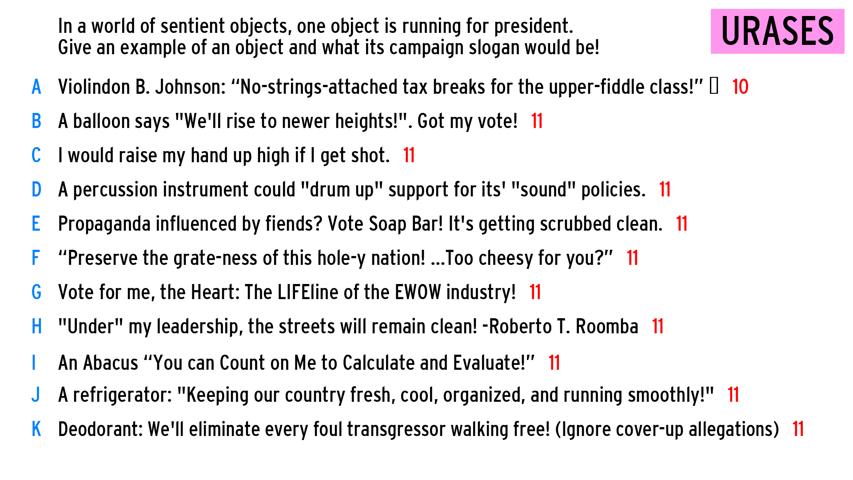 In a world of sentient objects, one object is running for president.
Give an example of an object and what its campaign slogan would be!
URASES
A Violindon B. Johnson: “No-strings-attached tax breaks for the upper-fiddle class!” 10
B A balloon says "We'll rise to newer heights!". Got my vote! 11
C I would raise my hand up high if I get shot. 11
D A percussion instrument could "drum up" support for its' "sound" policies. 11
E Propaganda influenced by fiends? Vote Soap Bar! It's getting scrubbed clean. 11
F “Preserve the grate-ness of this hole-y nation! ...Too cheesy for you?” 11
G Vote for me, the Heart: The LIFEline of the EWOW industry! 11
H "Under" my leadership, the streets will remain clean! -Roberto T. Roomba 11
I An Abacus “You can Count on Me to Calculate and Evaluate!” 11
J A refrigerator: "Keeping our country fresh, cool, organized, and running smoothly!" 11
K Deodorant: We'll eliminate every foul transgressor walking free! (Ignore cover-up allegations) 11